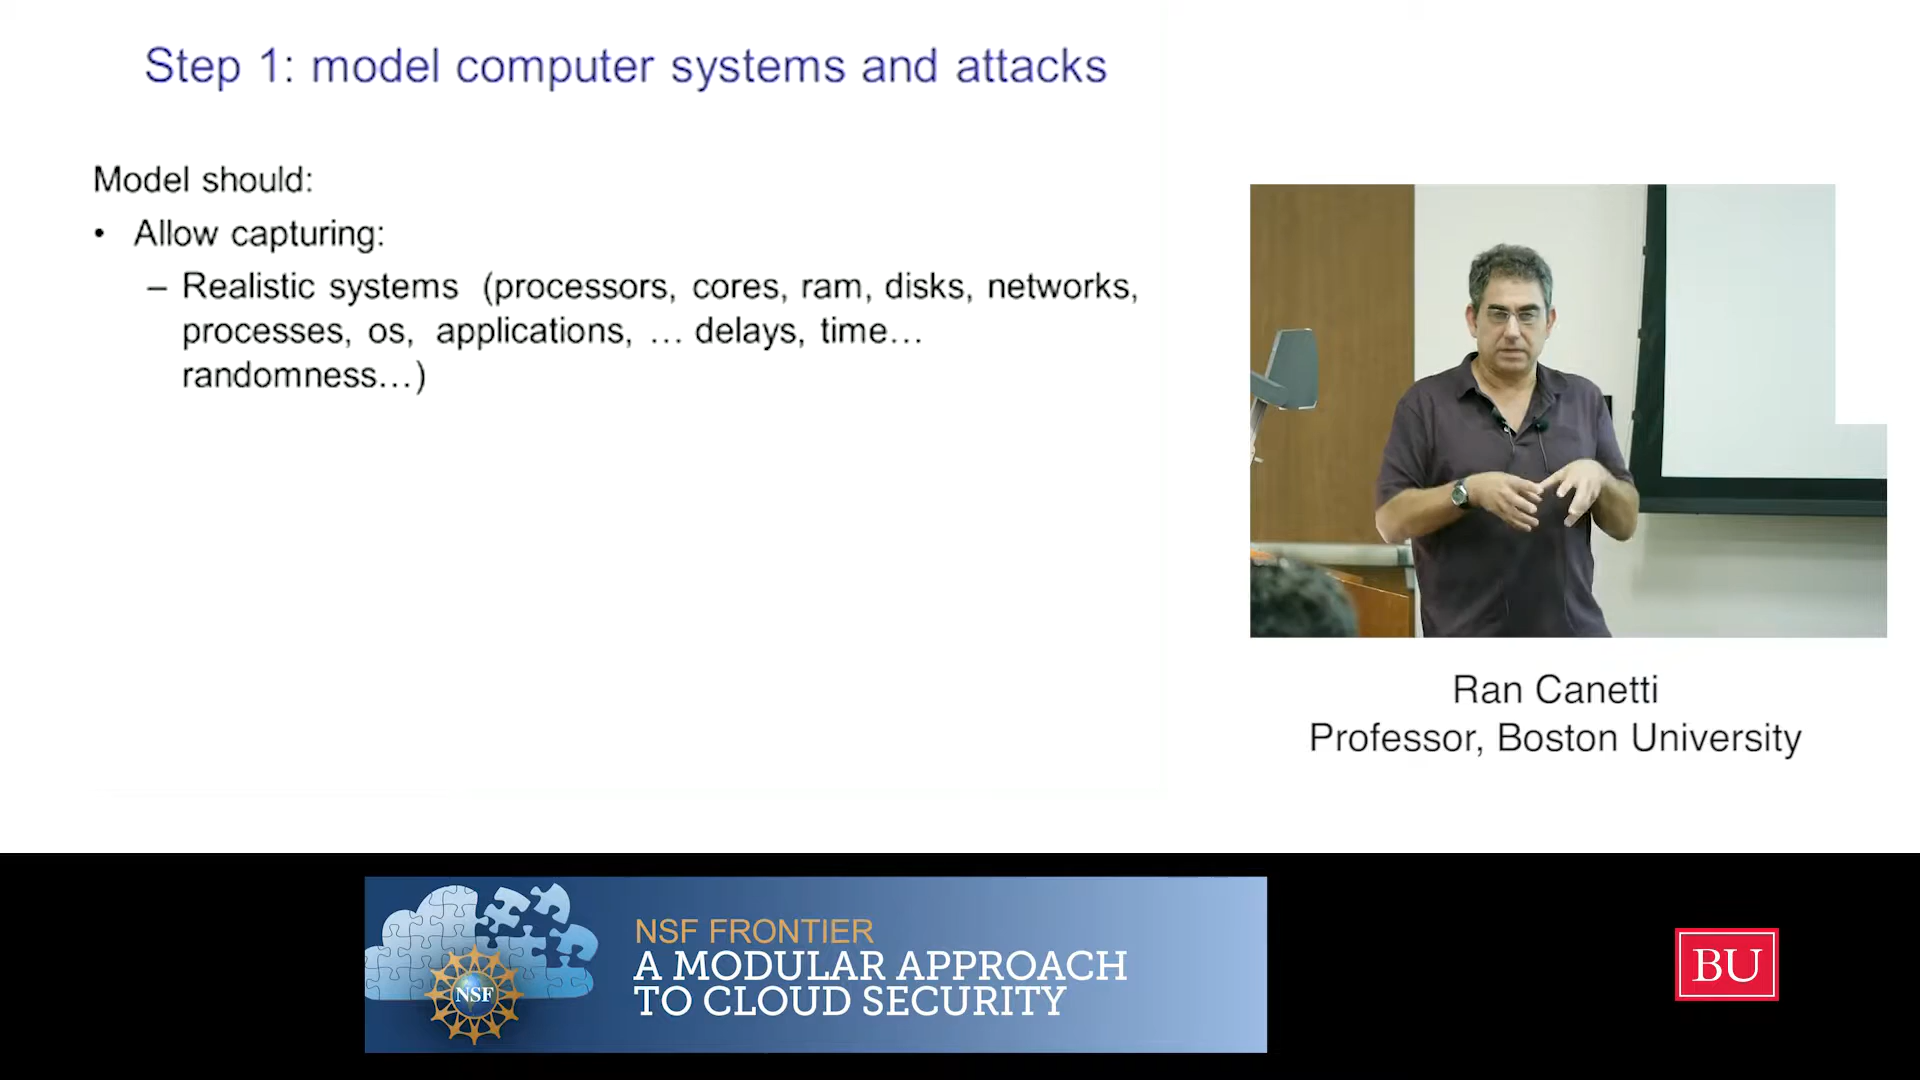 Step 1: model computer systems and attacks
Model should:
• Allow capturing:
– Realistic systems (processors, cores, ram, disks, networks,
processes, os, applications, … delays, time…
randomness…)
Ran Canetti
Professor, Boston University
NSF FRONTIER
A MODULAR APPROACH
TO CLOUD SECURITY
NSF
BU